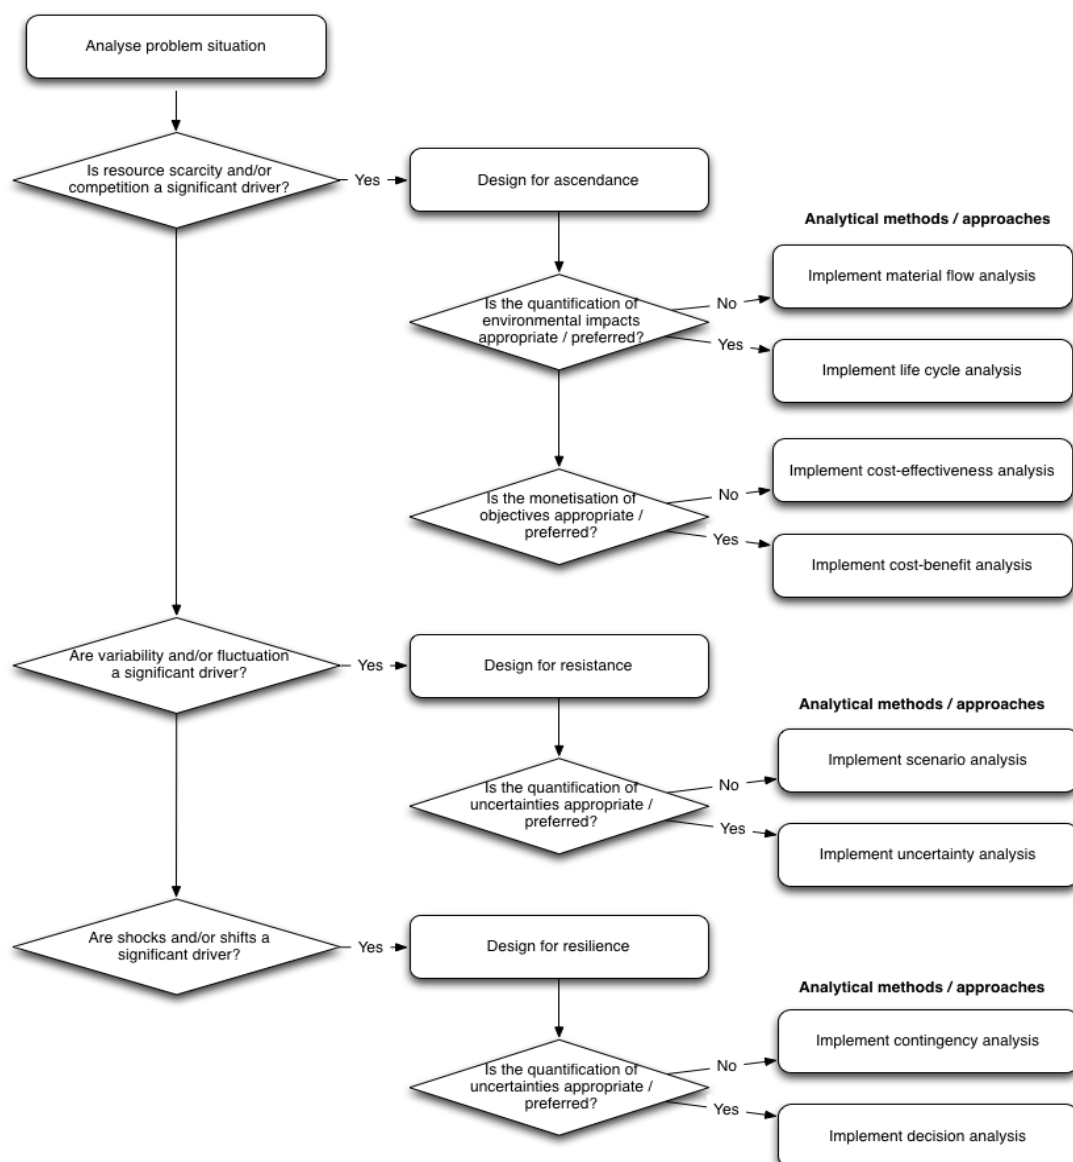 Analyse problem situation
Is resource scarcity and/or
competition a significant driver?
Yes
Design for ascendance
Analytical methods / approaches
Is the quantification of
environmental impacts
appropriate / preferred?
No
Implement material flow analysis
Yes
Implement life cycle analysis
Is the monetisation of
objectives appropriate /
preferred?
No
Implement cost-effectiveness analysis
Yes
Implement cost-benefit analysis
Are variability and/or fluctuation
a significant driver?
Yes
Design for resistance
Analytical methods / approaches
Is the quantification of
uncertainties appropriate /
preferred?
No
Implement scenario analysis
Yes
Implement uncertainty analysis
Are shocks and/or shifts a
significant driver?
Yes
Design for resilience
Analytical methods / approaches
Is the quantification of
uncertainties appropriate /
preferred?
No
Implement contingency analysis
Yes
Implement decision analysis